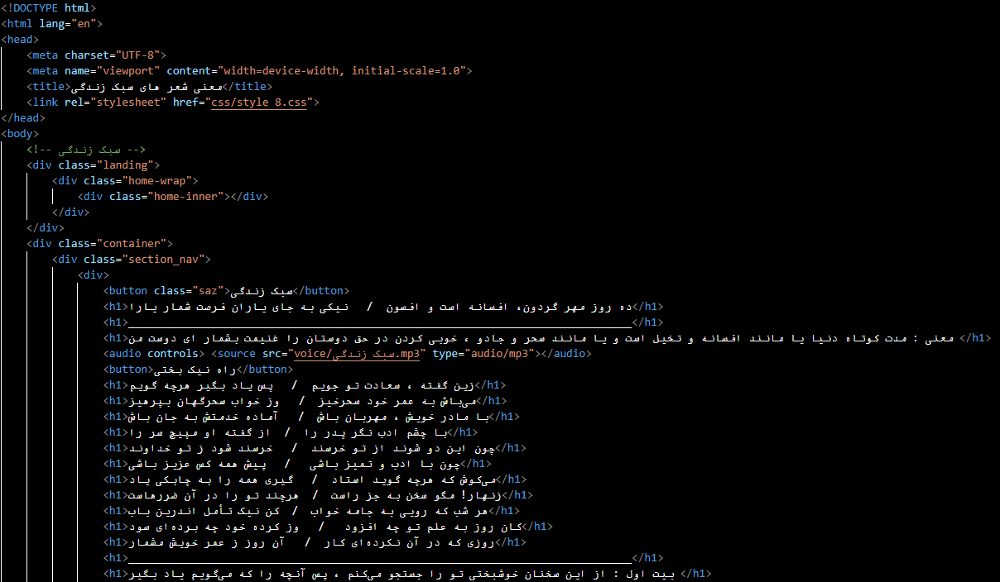 <!DOCTYPE html>
<html lang="en">
<head>
<meta charset="UTF-8">
<meta name="viewport" content="width=device-width, initial-scale=1.0">
<title>معنی شعر های سبک زندگی</title>
<link rel="stylesheet" href="css/style 8.css">
</head>
<body>
<!-- سبک زندگی -->
<div class="landing">
<div class="home-wrap">
<div class="home-inner"></div>
</div>
</div>
<div class="container">
<div class="section_nav">
<div>
<button class="saz">سبک زندگی</button>
<h1>ده روز مهر گردون، افسانه است و افسون / نیکی به جای یاران فرصت شمار یارا</h1>
<h1>______________________________________________________________________________</h1>
<h1>معنی : مدت کوتاه دنیا یا مانند افسانه و تخیل است و یا مانند سحر و جادو ، خوبی کردن در حق دوستان را غنیمت بشمار ای دوست من </h1>
<audio controls> <source src="voice/سبک زندگی.mp3" type="audio/mp3"></audio>
<button>راه نیک بختی</button>
<h1>زین گفته ، سعادت تو جویم / پس یاد بگیر هرچه گویم</h1>
<h1>می‌باش به عمر خود سحرخیز / وز خواب سحرگهان بپرهیز</h1>
<h1>با مادر خویش ، مهربان باش / آماده خدمتش به جان باش</h1>
<h1>با چشم ادب نگر پدر را / از گفته او مپیچ سر را</h1>
<h1>چون این دو شوند از تو خرسند / خرسند شود ز تو خداوند</h1>
<h1>چون با ادب و تمیز باشی / پیش همه کس عزیز باشی</h1>
<h1>می‌کوش که هرچه گوید استاد / گیری همه را به چابکی یاد</h1>
<h1>زنهار! مگو سخن به جز راست / هرچند تو را در آن ضررهاست</h1>
<h1>هر شب که رویی به جامه خواب / کن نیک تأمل اندرین باب</h1>
<h1>کان روز به علم تو چه افزود / وز کرده خود چه برده‌ای سود</h1>
<h1>روزی که در آن نکرده‌ای کار / آن روز ز عمر خویش مشمار</h1>
<h1>______________________________________________________________________________</h1>
<h1>بیت اول : از این سخنان خوشبختی تو را جستجو می‌کنم ، پس آنچه را که می‌گویم یاد بگیر </h1>